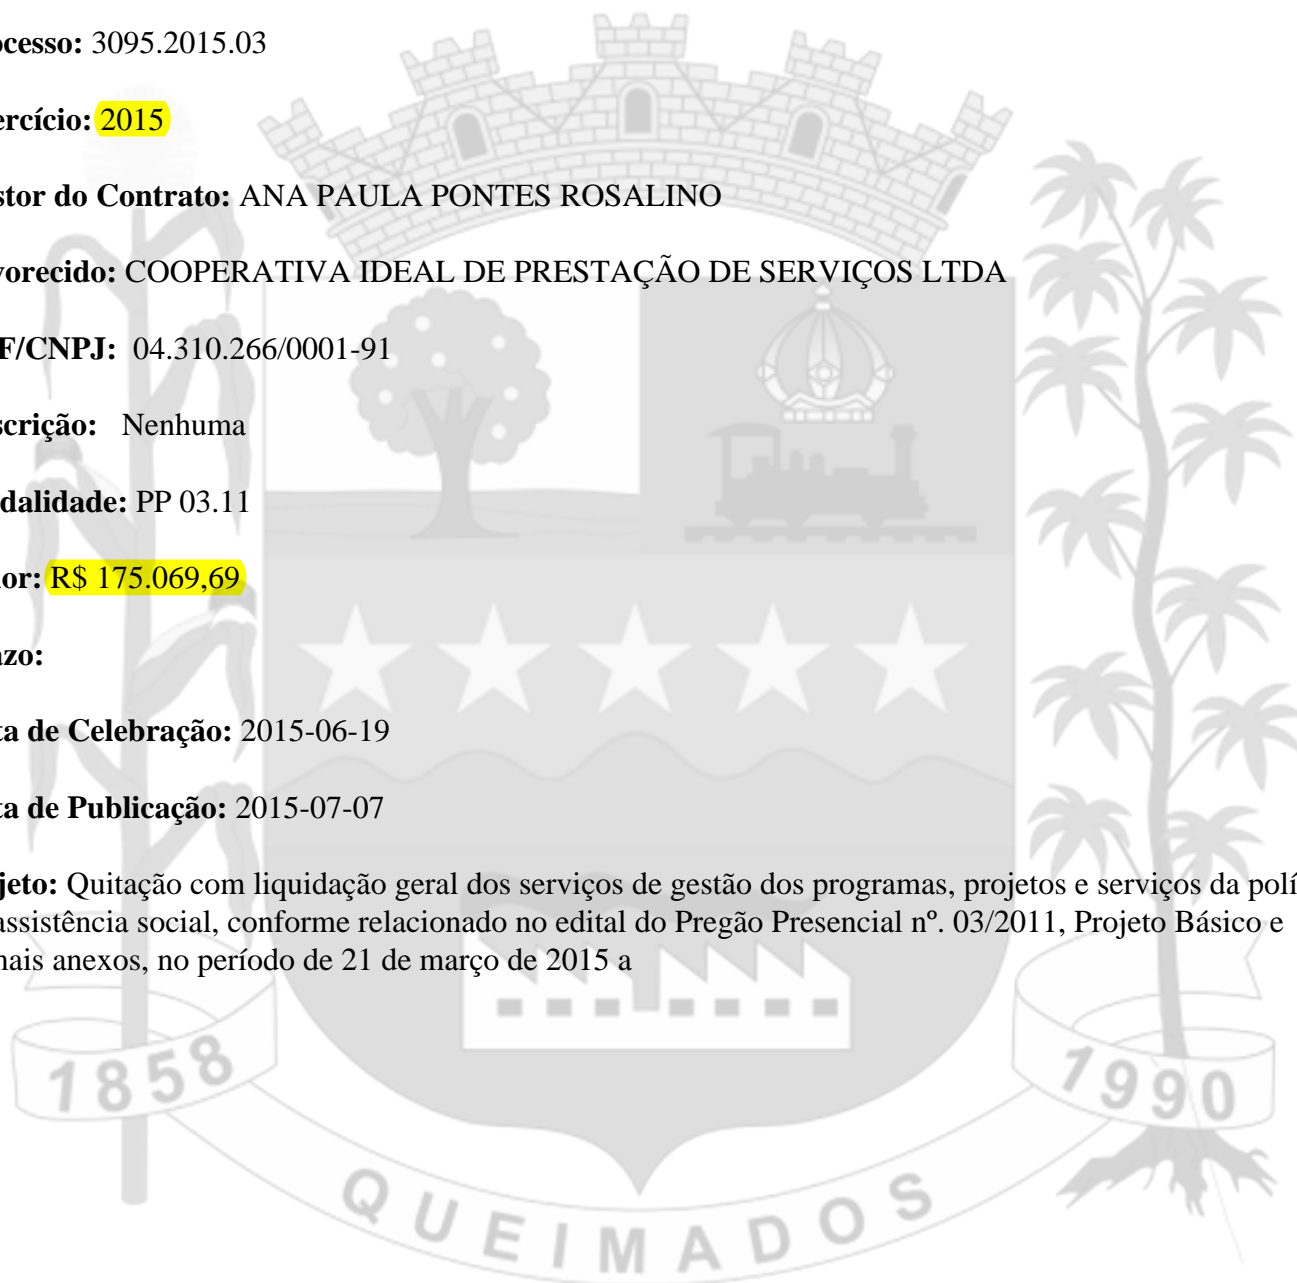 ocesso: 3095.2015.03
ercício: 2015
stor do Contrato: ANA PAULA PONTES ROSALINO
vorecido: COOPERATIVA IDEAL DE PRESTAÇÃO DE SERVIÇOS LTDA
F/CNPJ: 04.310.266/0001-91
scrição: Nenhuma
dalidade: PP 03.11
lor: R$ 175.069,69
azo:
ta de Celebração: 2015-06-19
ta de Publicação: 2015-07-07
jeto: Quitação com liquidação geral dos serviços de gestão dos programas, projetos e serviços da polí
assistência social, conforme relacionado no edital do Pregão Presencial nº. 03/2011, Projeto Básico e
nais anexos, no período de 21 de março de 2015 a
1858
1990
QUEIMADOS